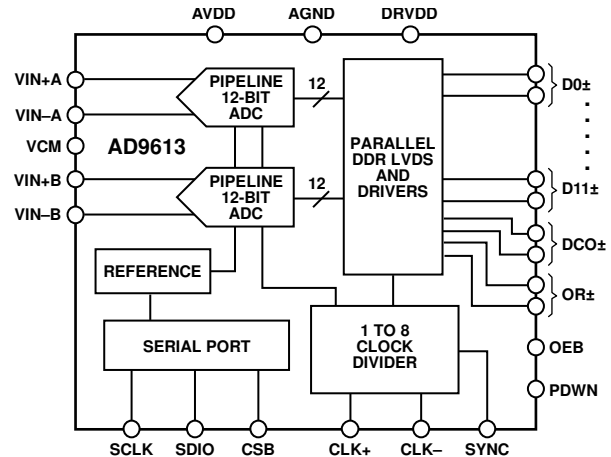 AVDD AGND DRVDD
VIN+A
VIN–A
VCM
VIN+B
VIN–B
AD9613
PIPELINE
12-BIT
ADC
12
PIPELINE
12-BIT
ADC
12
PARALLEL
DDR LVDS
AND
DRIVERS
D0±
D11±
DCO±
OR±
OEB
PDWN
REFERENCE
SERIAL PORT
1 TO 8
CLOCK
DIVIDER
SCLK SDIO CSB CLK+ CLK– SYNC